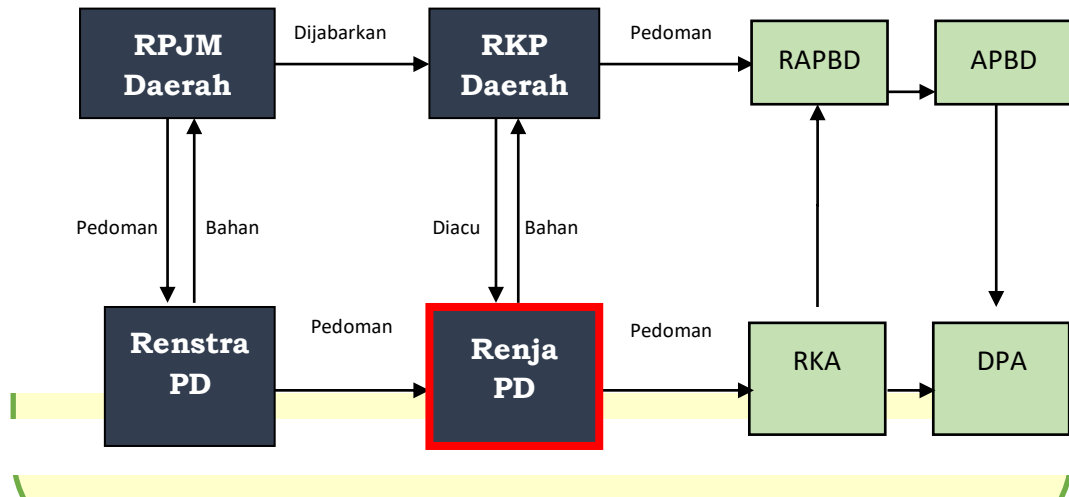 RPJM
Daerah
Dijabarkan
RKP
Daerah
Pedoman
RAPBD
APBD
Pedoman
Bahan
Diacu
Bahan
Renstra
PD
Pedoman
Renja
PD
Pedoman
RKA
DPA